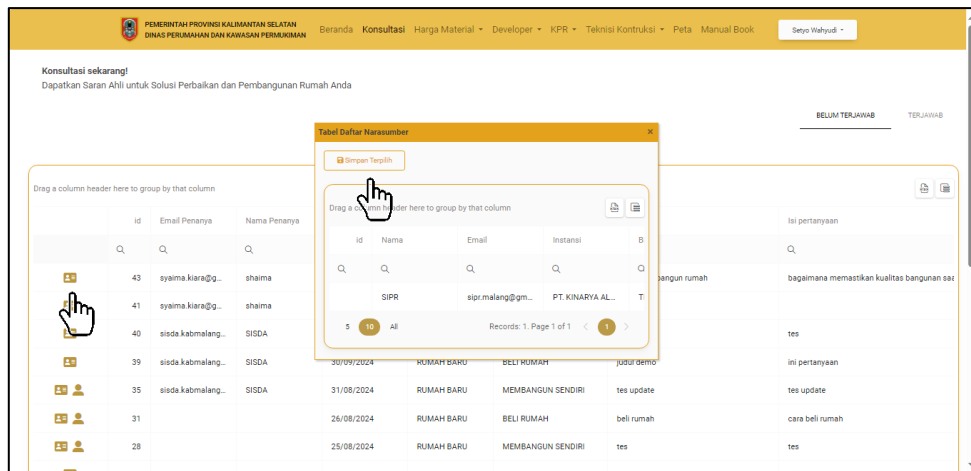 PEMERINTAH PROVINSI KALIMANTAN SELATAN
DINAS PERUMAHAN DAN KAWASAN PERMUKIMAN
Beranda Konsultasi Harga Material Developer KPR Teknisi Kontruksi Peta Manual Book
Setyo Wahyudi
Konsultasi sekarang!
Dapatkan Saran Ahli untuk Solusi Perbaikan dan Pembangunan Rumah Anda
BELUM TERJAWAB TERJAWAB
Tabel Daftar Narasumber ×
Simpan Terpilih
Drag a column header here to group by that column
id Nama Email Instansi B
SIPR sipr.malang@gm... PT. KINARYA AL...
5 10 All Records: 1. Page 1 of 1 < 1 >
Drag a column header here to group by that column
id Email Penanya Nama Penanya Isi pertanyaan
43 syaima.kiara@g... shaima bangun rumah bagaimana memastikan kualitas bangunan saa
41 syaima.kiara@g... shaima
40 sisda.kabmalang... SISDA tes
39 sisda.kabmalang... SISDA 30/09/2024 RUMAH BARU BELI RUMAH judul demo ini pertanyaan
35 sisda.kabmalang... SISDA 31/08/2024 RUMAH BARU MEMBANGUN SENDIRI tes update tes update
31 26/08/2024 RUMAH BARU BELI RUMAH beli rumah cara beli rumah
28 25/08/2024 RUMAH BARU MEMBANGUN SENDIRI tes tes